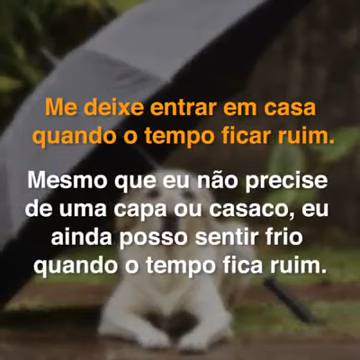 Me deixe entrar em casa
quando o tempo ficar ruim.
Mesmo que eu não precise
de uma capa ou casaco, eu
ainda posso sentir frio
quando o tempo fica ruim.